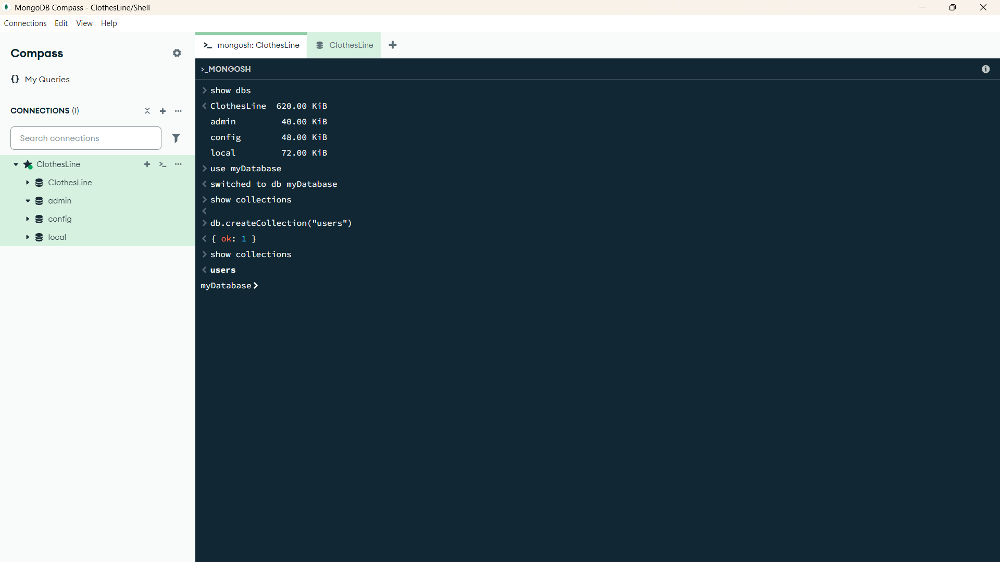 MongoDB Compass - ClothesLine/Shell
Connections Edit View Help
Compass
{} My Queries
CONNECTIONS (1)
Search connections
ClothesLine
ClothesLine
admin
config
local
mongosh: ClothesLine
ClothesLine
>_MONGOSH
> show dbs
< ClothesLine 620.00 KiB
admin 40.00 KiB
config 48.00 KiB
local 72.00 KiB
> use myDatabase
< switched to db myDatabase
> show collections
<
> db.createCollection("users")
< { ok: 1 }
> show collections
< users
myDatabase>